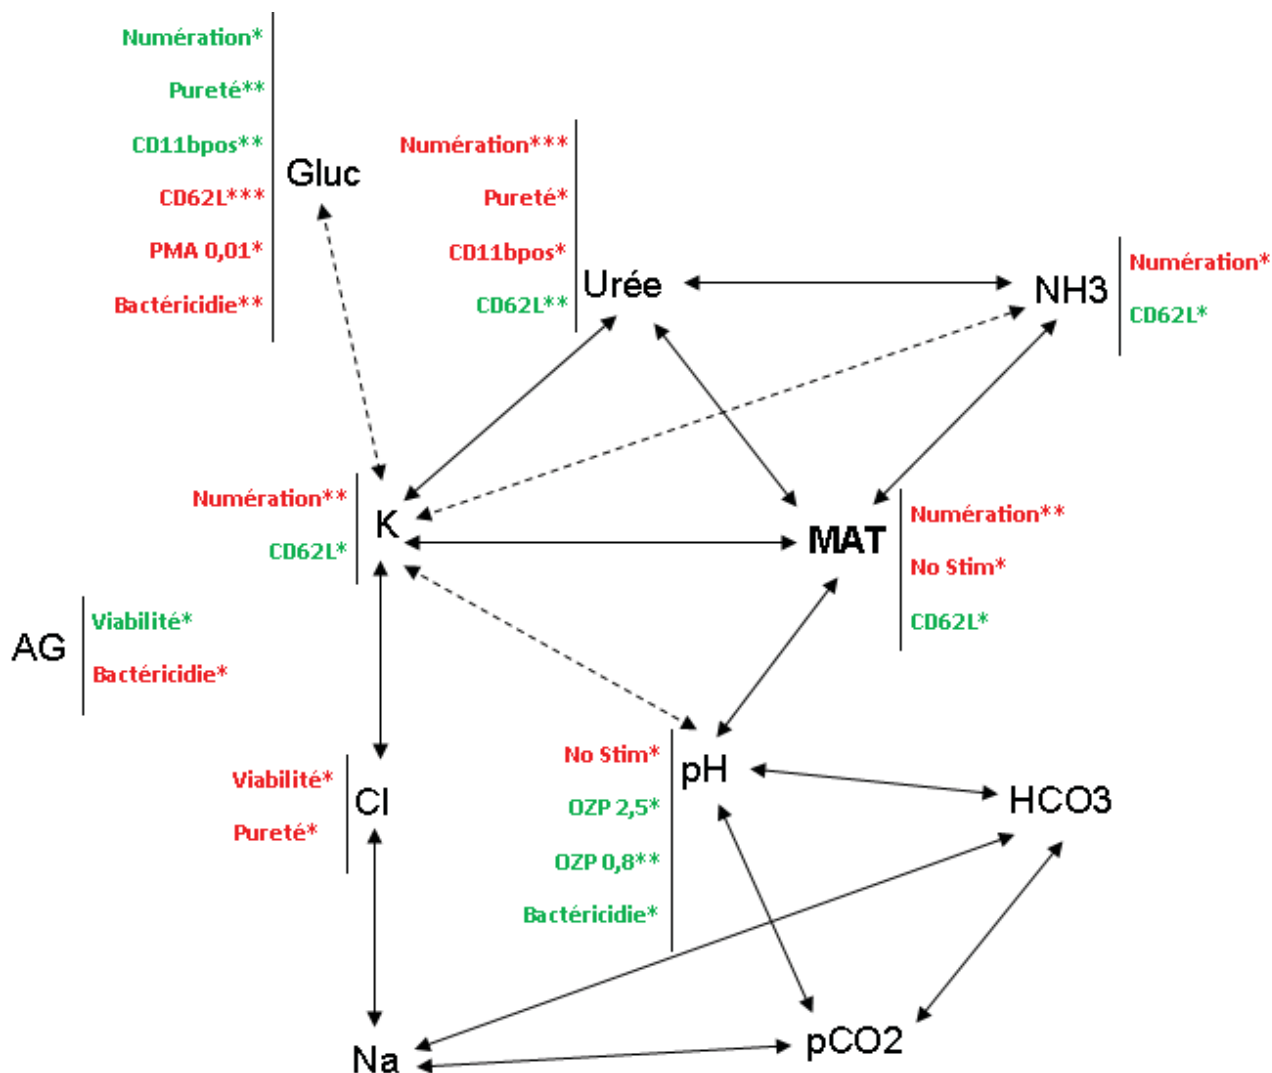 Numération*
Pureté**
CD11bpos**
CD62L***
PMA 0,01*
Bactéricidie**
Gluc
Numération***
Pureté*
CD11bpos*
CD62L**
Urée
NH3
Numération*
CD62L*
Numération**
CD62L*
K
MAT
Numération**
No Stim*
CD62L*
AG
Viabilité*
Bactéricidie*
Viabilité*
Pureté*
Cl
No Stim*
OZP 2,5*
OZP 0,8**
Bactéricidie*
pH
HCO3
Na
pCO2